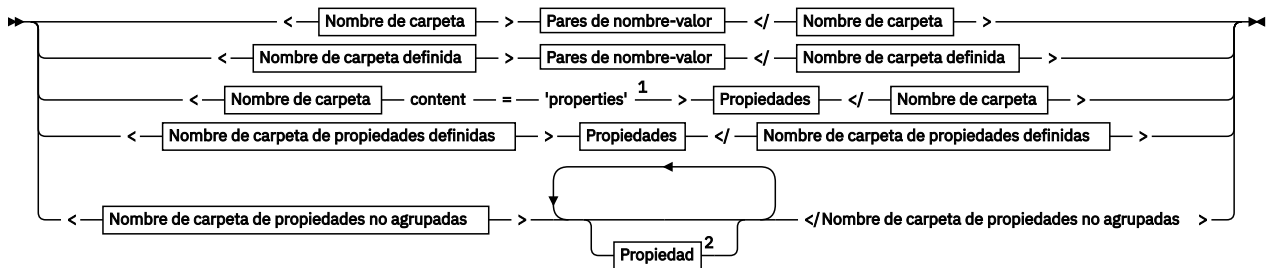 < Nombre de carpeta > Pares de nombre-valor </ Nombre de carpeta >
< Nombre de carpeta definida > Pares de nombre-valor </ Nombre de carpeta definida >
< Nombre de carpeta content = 'properties' 1 > Propiedades </ Nombre de carpeta >
< Nombre de carpeta de propiedades definidas > Propiedades </ Nombre de carpeta de propiedades definidas >
< Nombre de carpeta de propiedades no agrupadas > </ Nombre de carpeta de propiedades no agrupadas >
Propiedad 2